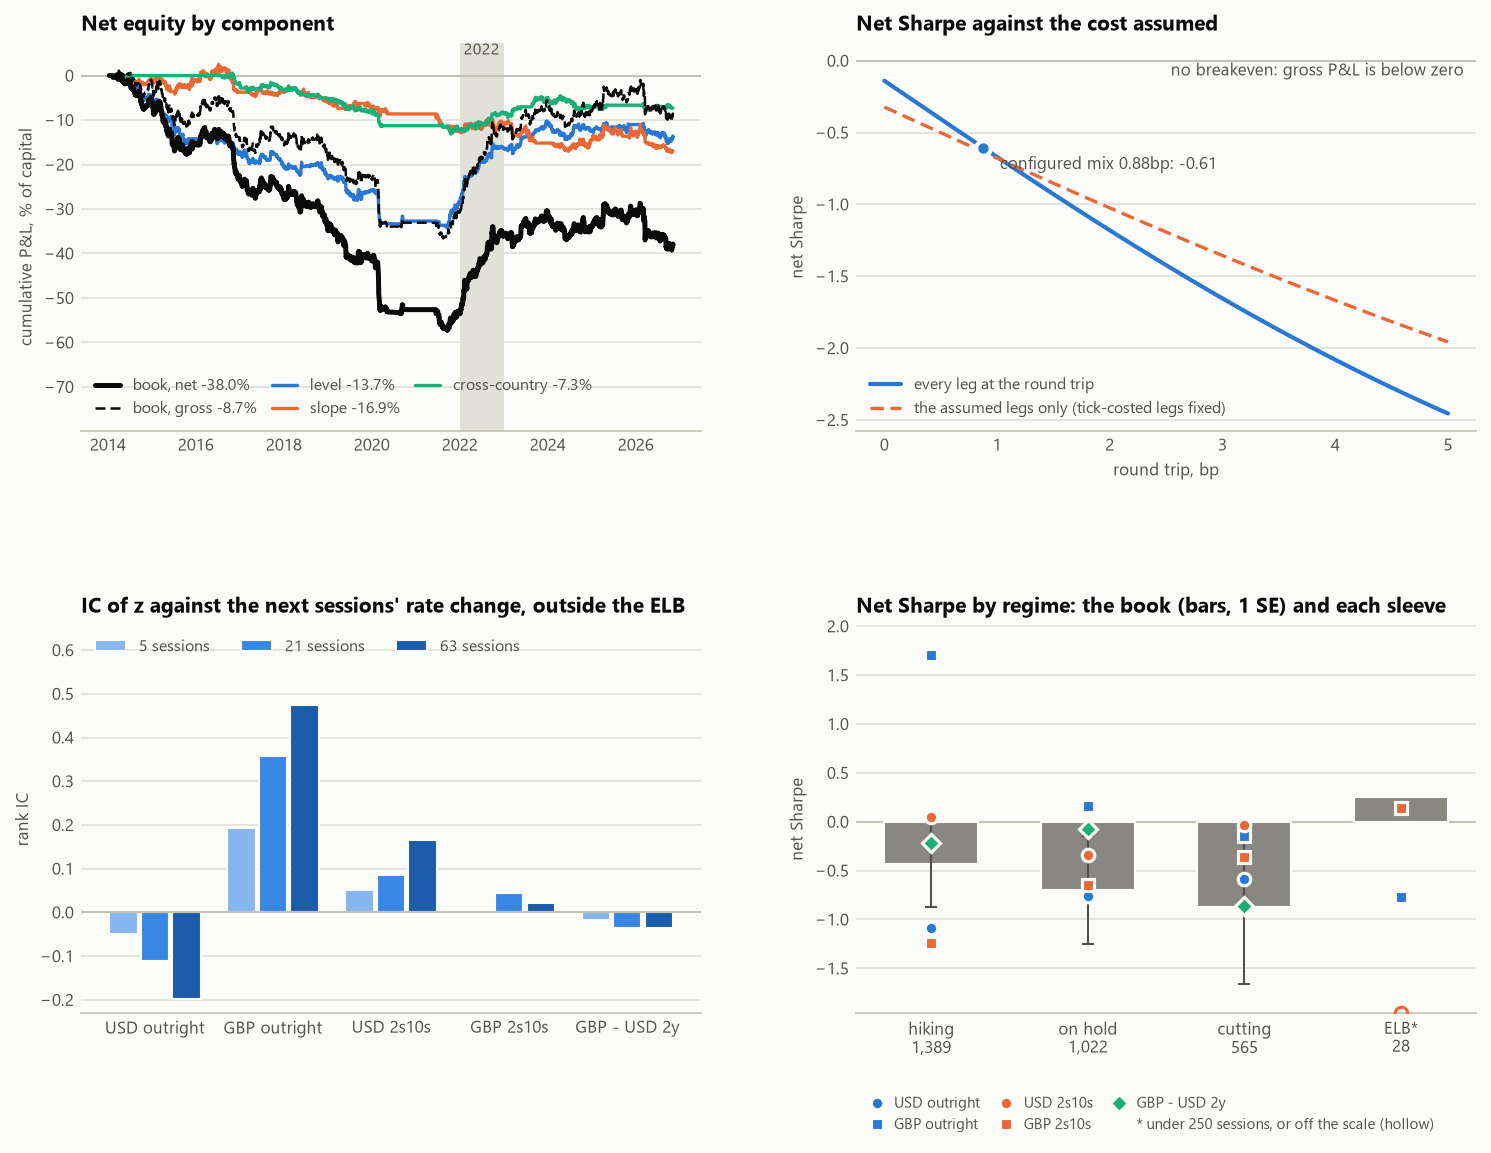 Net equity by component
2022
0
−10
−20
−30
−40
−50
−60
−70
cumulative P&L, % of capital
book, net -38.0%
level -13.7%
cross-country -7.3%
book, gross -8.7%
slope -16.9%
2014 2016 2018 2020 2022 2024 2026
Net Sharpe against the cost assumed
no breakeven: gross P&L is below zero
configured mix 0.88bp: -0.61
0.0
−0.5
−1.0
−1.5
−2.0
−2.5
net Sharpe
every leg at the round trip
the assumed legs only (tick-costed legs fixed)
0 1 2 3 4 5
round trip, bp
IC of z against the next sessions' rate change, outside the ELB
5 sessions 21 sessions 63 sessions
0.6
0.5
0.4
0.3
0.2
0.1
0.0
−0.1
−0.2
rank IC
USD outright GBP outright USD 2s10s GBP 2s10s GBP - USD 2y
Net Sharpe by regime: the book (bars, 1 SE) and each sleeve
2.0
1.5
1.0
0.5
0.0
−0.5
−1.0
−1.5
net Sharpe
hiking on hold cutting ELB*
1,389 1,022 565 28
USD outright USD 2s10s GBP - USD 2y
GBP outright GBP 2s10s * under 250 sessions, or off the scale (hollow)